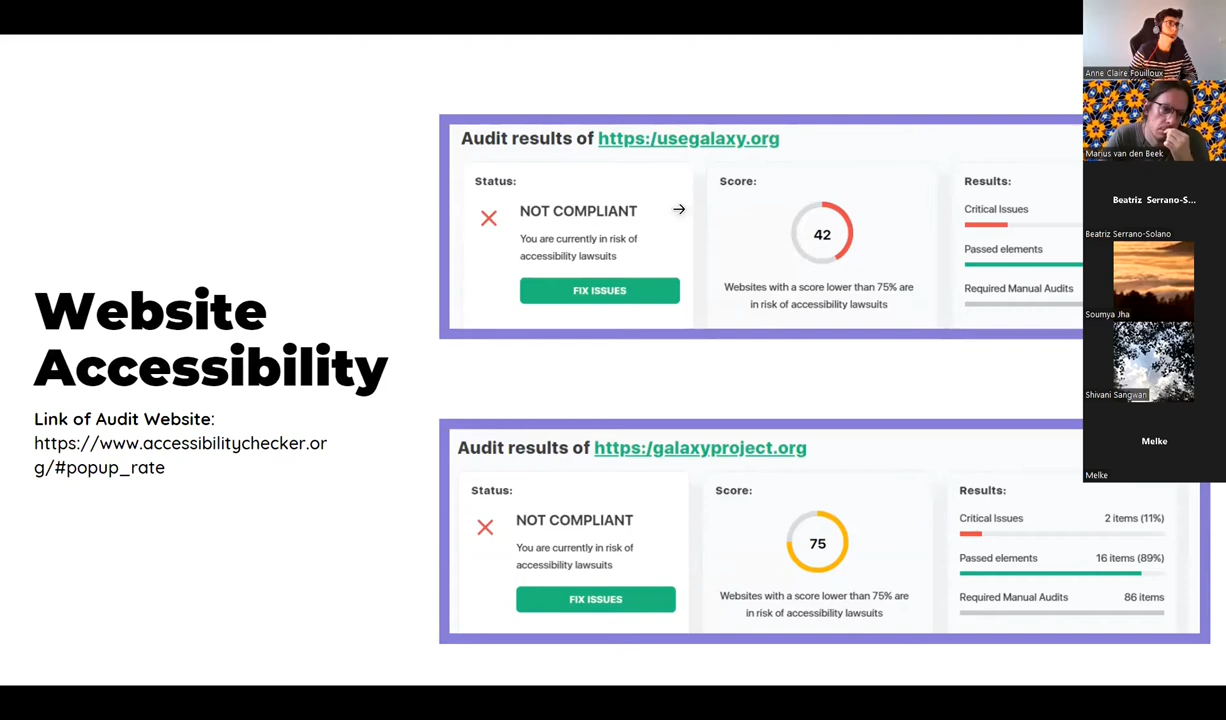 Website
Accessibility
Link of Audit Website:
https://www.accessibilitychecker.or
g/#popup_rate
Audit results of https:/usegalaxy.org
Status:
NOT COMPLIANT
You are currently in risk of
accessibility lawsuits
FIX ISSUES
Score:
42
Websites with a score lower than 75% are
in risk of accessibility lawsuits
Results:
Critical Issues
Passed elements
Required Manual Audits
Audit results of https:/galaxyproject.org
Status:
NOT COMPLIANT
You are currently in risk of
accessibility lawsuits
FIX ISSUES
Score:
75
Websites with a score lower than 75% are
in risk of accessibility lawsuits
Results:
Critical Issues 2 items (11%)
Passed elements 16 items (89%)
Required Manual Audits 86 items
Anne Claire Fouilloux
Marius van den Beek
Beatriz Serrano-S...
Beatriz Serrano-Solano
Soumya Jha
Shivani Sangwan
Melke
Melke